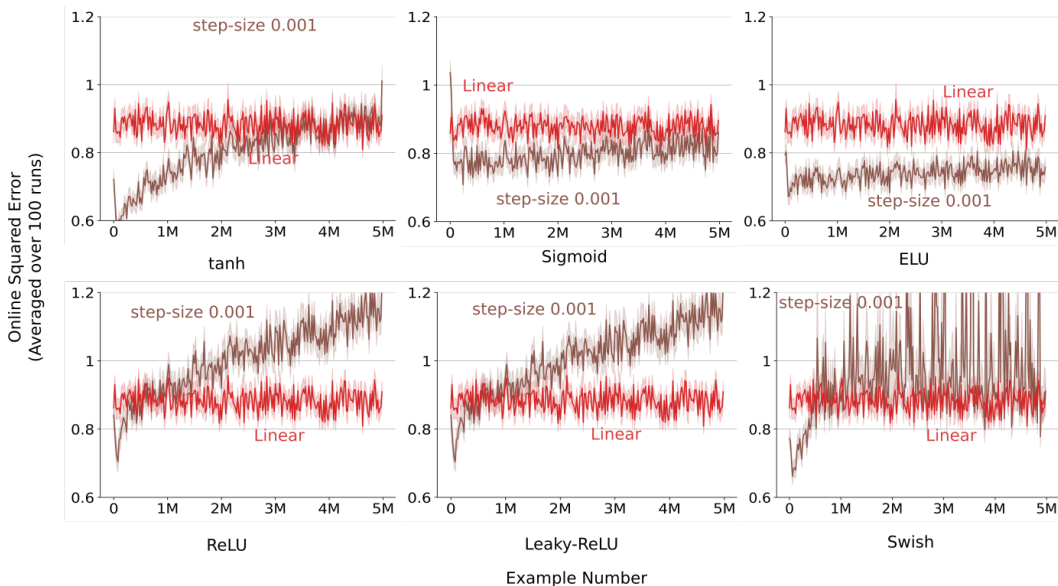 Online Squared Error
(Averaged over 100 runs)
1.2
1
0.8
0.6
step-size 0.001
Linear
0 1M 2M 3M 4M 5M
tanh
1.2
1
0.8
0.6
Linear
step-size 0.001
0 1M 2M 3M 4M 5M
Sigmoid
1.2
1
0.8
0.6
Linear
step-size 0.001
0 1M 2M 3M 4M 5M
ELU
1.2
1
0.8
0.6
step-size 0.001
Linear
0 1M 2M 3M 4M 5M
ReLU
1.2
1
0.8
0.6
step-size 0.001
Linear
0 1M 2M 3M 4M 5M
Leaky-ReLU
1.2
1
0.8
0.6
step-size 0.001
Linear
0 1M 2M 3M 4M 5M
Swish
Example Number